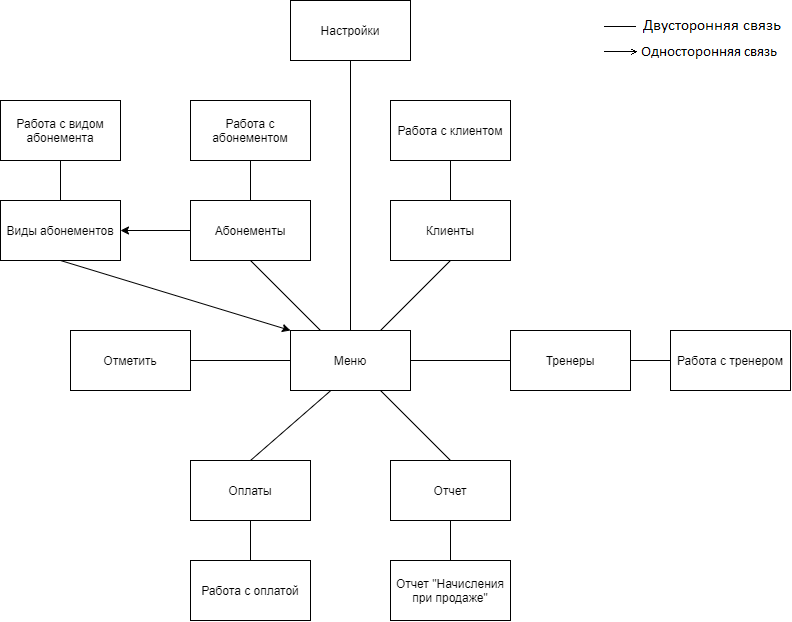 Настройки
Двусторонняя связь
Односторонняя связь
Работа с видом
абонемента
Работа с
абонементом
Работа с клиентом
Виды абонементов
Абонементы
Клиенты
Отметить
Меню
Тренеры
Работа с тренером
Оплаты
Отчет
Работа с оплатой
Отчет "Начисления
при продаже"